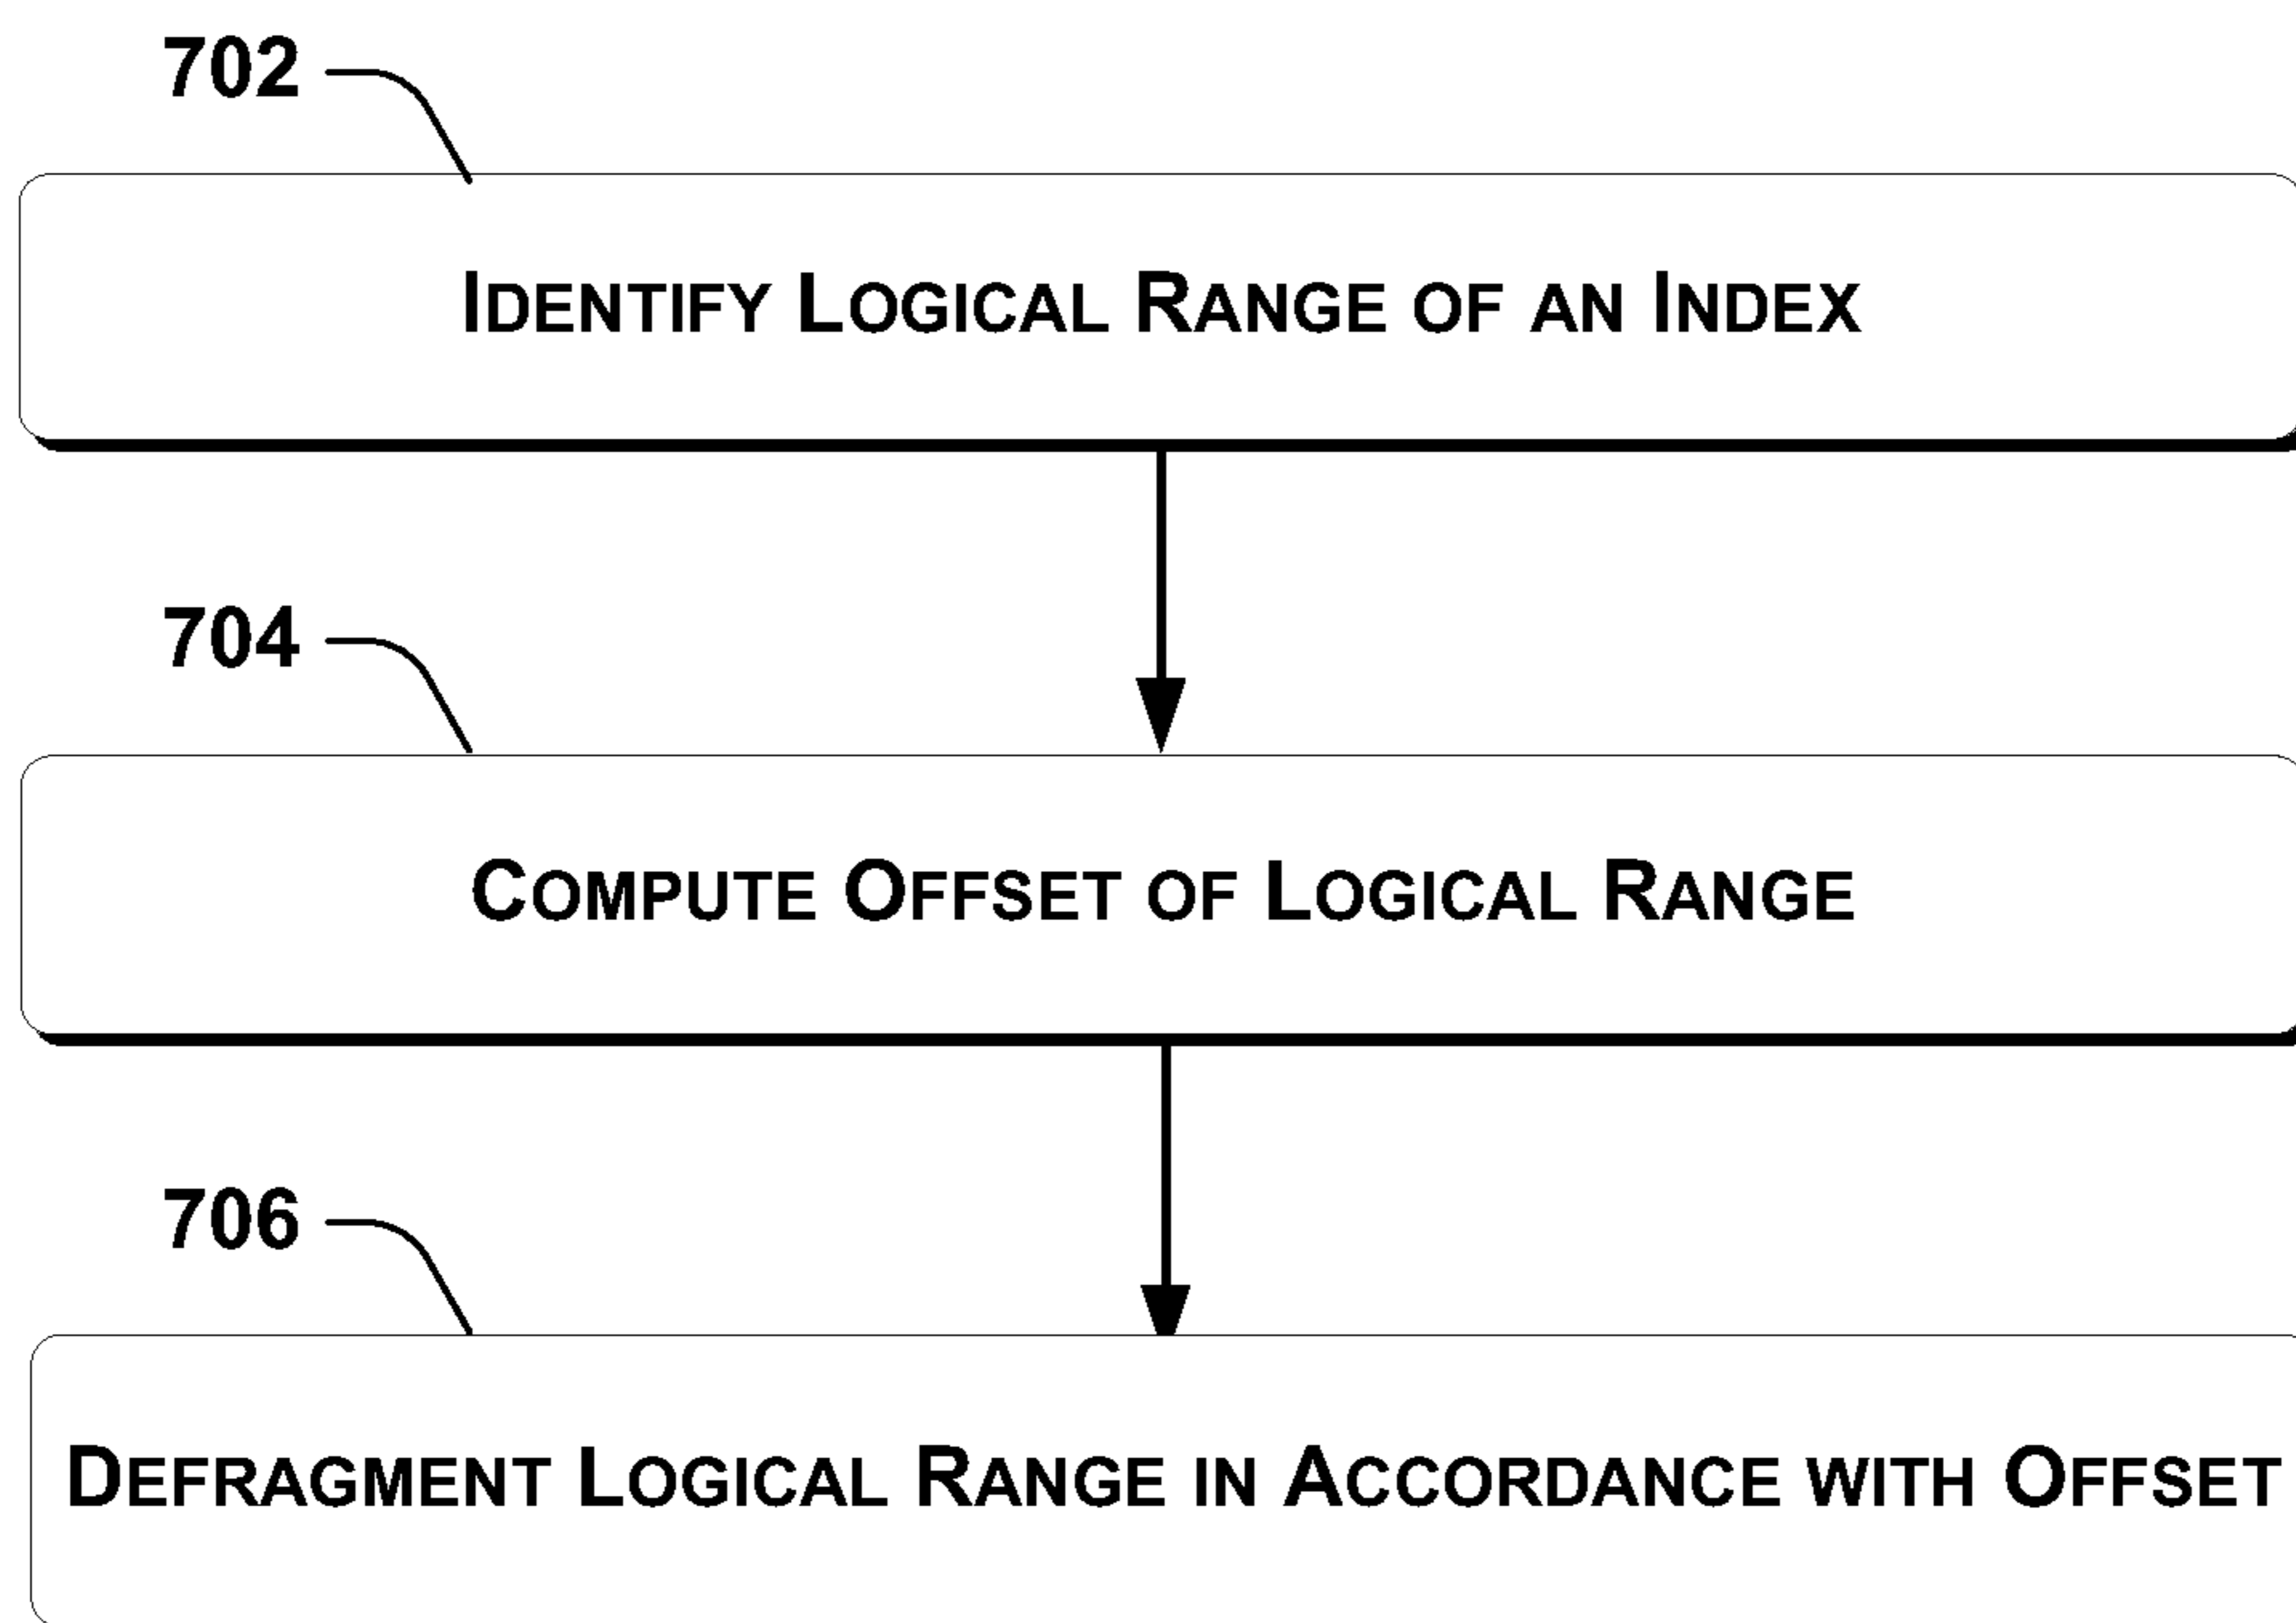 702
IDENTIFY LOGICAL RANGE OF AN INDEX
704
COMPUTE OFFSET OF LOGICAL RANGE
706
DEFRAGMENT LOGICAL RANGE IN ACCORDANCE WITH OFFSET